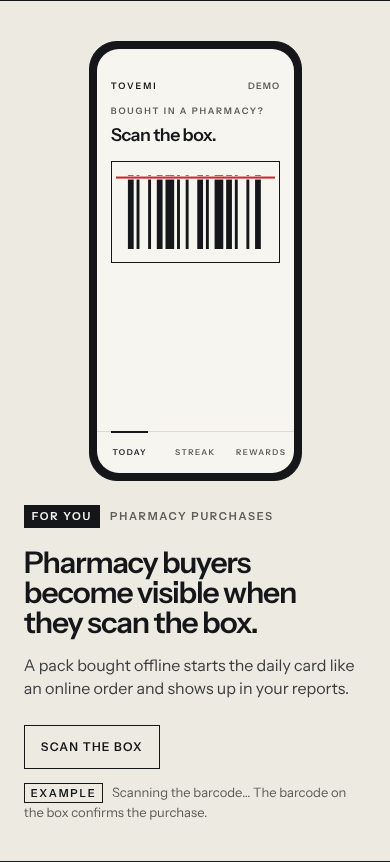 TOVEMI DEMO
BOUGHT IN A PHARMACY?
Scan the box.
TODAY STREAK REWARDS
FOR YOU PHARMACY PURCHASES
Pharmacy buyers
become visible when
they scan the box.
A pack bought offline starts the daily card like
an online order and shows up in your reports.
SCAN THE BOX
EXAMPLE Scanning the barcode... The barcode on
the box confirms the purchase.